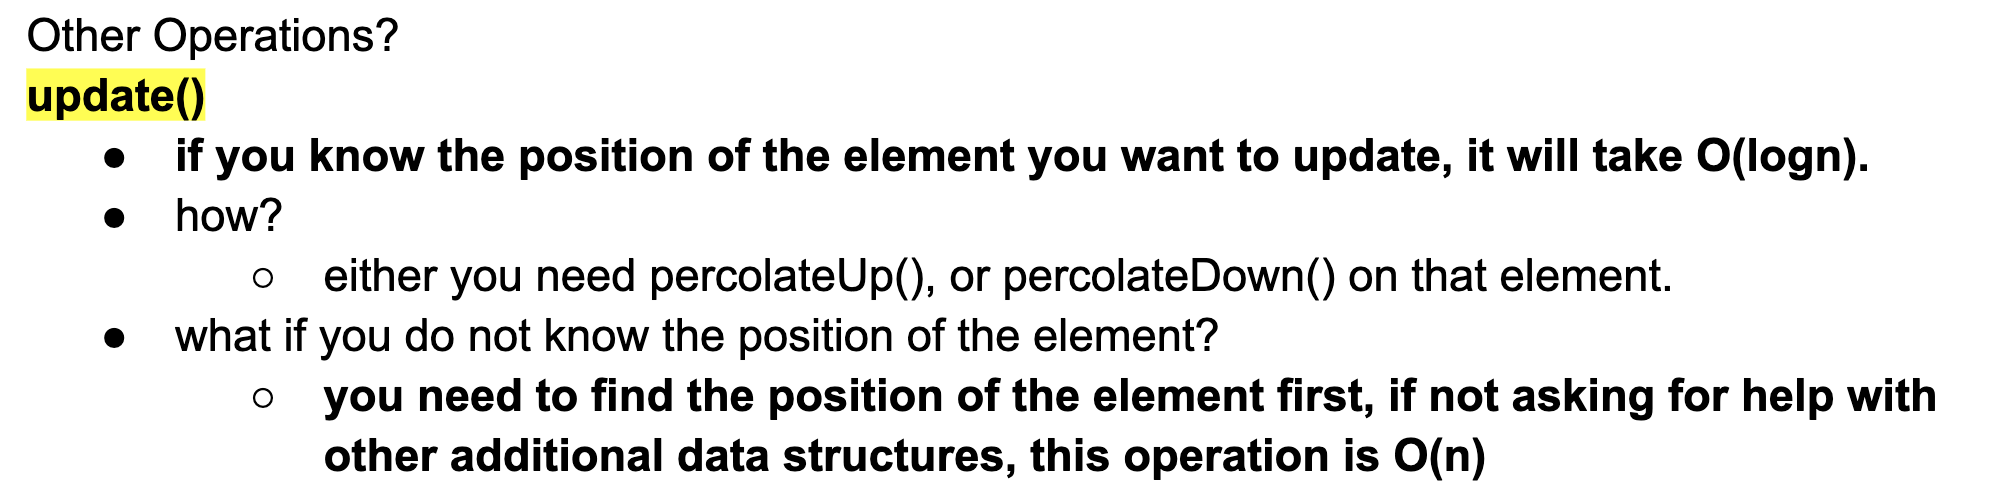 Other Operations?
update()
● if you know the position of the element you want to update, it will take O(logn).
● how?
○ either you need percolateUp(), or percolateDown() on that element.
● what if you do not know the position of the element?
○ you need to find the position of the element first, if not asking for help with
other additional data structures, this operation is O(n)